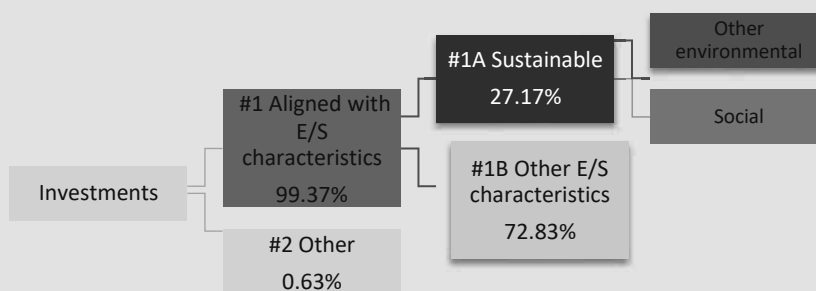 Investments
#1 Aligned with
E/S
characteristics
99.37%
#2 Other
0.63%
#1A Sustainable
27.17%
#1B Other E/S
characteristics
72.83%
Other
environmental
Social